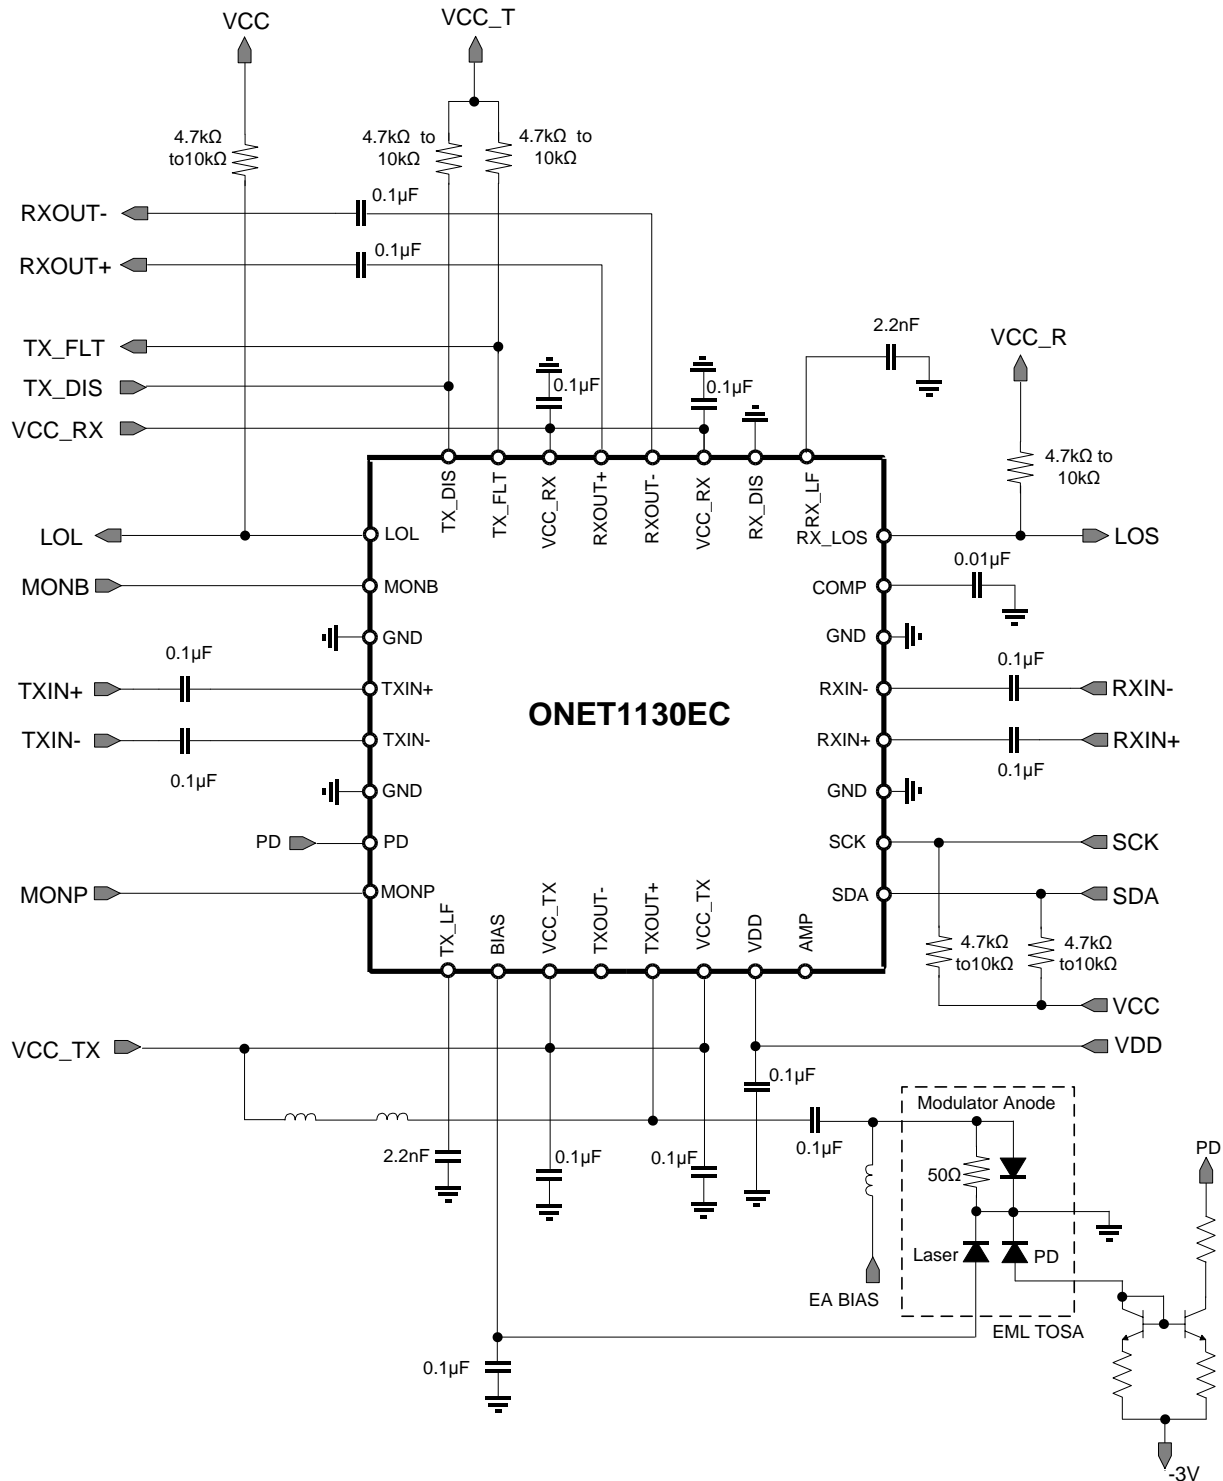 VCC
VCC_T
4.7kΩ
to10kΩ
4.7kΩ to
10kΩ
4.7kΩ to
10kΩ
RXOUT-
0.1µF
RXOUT+
0.1µF
TX_FLT
TX_DIS
VCC_RX
0.1µF
0.1µF
2.2nF
VCC_R
4.7kΩ to
10kΩ
TX_DIS
TX_FLT
VCC_RX
RXOUT+
RXOUT-
VCC_RX
RX_DIS
RX_LF
LOL
LOL
RX_LOS
LOS
MONB
MONB
COMP
0.01µF
GND
GND
TXIN+
0.1µF
TXIN+
RXIN-
0.1µF
RXIN-
ONET1130EC
TXIN-
0.1µF
TXIN-
RXIN+
0.1µF
RXIN+
GND
GND
PD
PD
SCK
SCK
MONP
MONP
SDA
SDA
TX_LF
BIAS
VCC_TX
TXOUT-
TXOUT+
VCC_TX
VDD
AMP
4.7kΩ
to10kΩ
4.7kΩ
to10kΩ
VCC
VCC_TX
VDD
0.1µF
2.2nF
0.1µF
0.1µF
0.1µF
Modulator Anode
50Ω
Laser
PD
EA BIAS
EML TOSA
PD
0.1µF
-3V